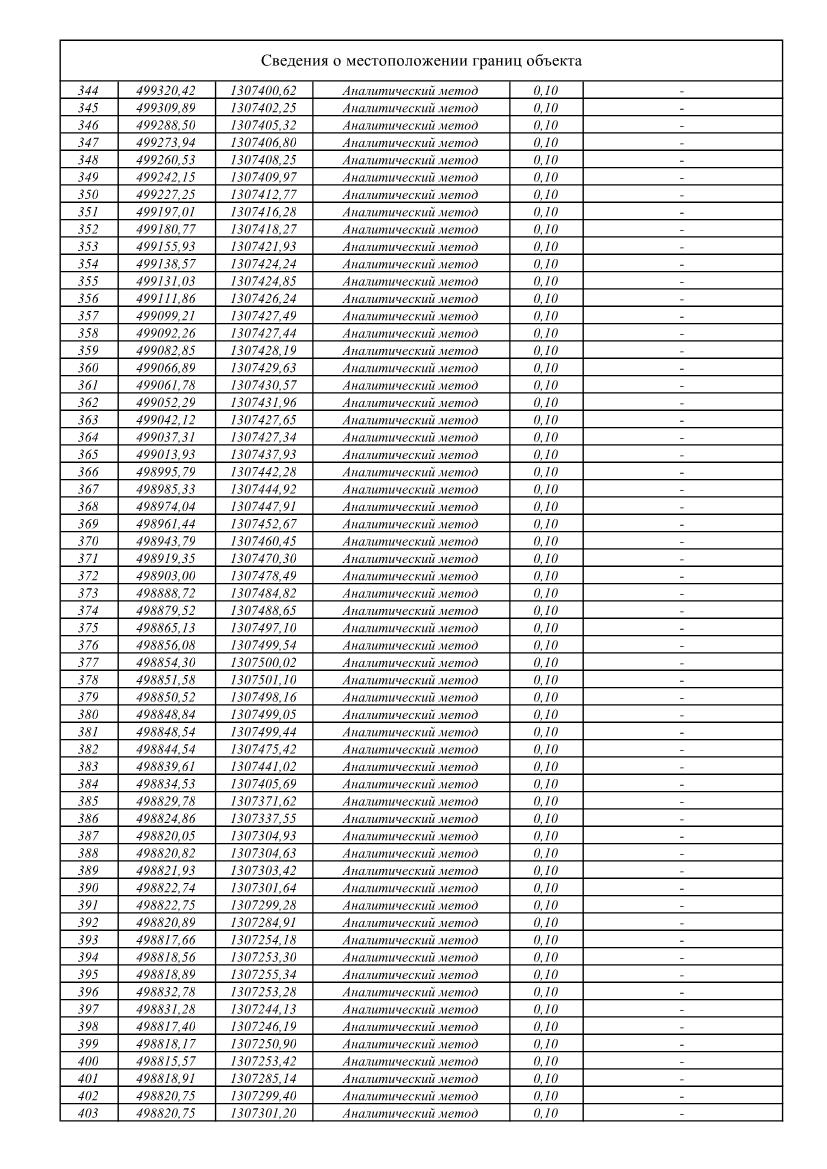 Сведения о местоположении границ объекта
344 499320,42 1307400,62 Аналитический метод 0,10 -
345 499309,89 1307402,25 Аналитический метод 0,10 -
346 499288,50 1307405,32 Аналитический метод 0,10 -
347 499273,94 1307406,80 Аналитический метод 0,10 -
348 499260,53 1307408,25 Аналитический метод 0,10 -
349 499242,15 1307409,97 Аналитический метод 0,10 -
350 499227,25 1307412,77 Аналитический метод 0,10 -
351 499197,01 1307416,28 Аналитический метод 0,10 -
352 499180,77 1307418,27 Аналитический метод 0,10 -
353 499155,93 1307421,93 Аналитический метод 0,10 -
354 499138,57 1307424,24 Аналитический метод 0,10 -
355 499131,03 1307424,85 Аналитический метод 0,10 -
356 499111,86 1307426,24 Аналитический метод 0,10 -
357 499099,21 1307427,49 Аналитический метод 0,10 -
358 499092,26 1307427,44 Аналитический метод 0,10 -
359 499082,85 1307428,19 Аналитический метод 0,10 -
360 499066,89 1307429,63 Аналитический метод 0,10 -
361 499061,78 1307430,57 Аналитический метод 0,10 -
362 499052,29 1307431,96 Аналитический метод 0,10 -
363 499042,12 1307427,65 Аналитический метод 0,10 -
364 499037,31 1307427,34 Аналитический метод 0,10 -
365 499013,93 1307437,93 Аналитический метод 0,10 -
366 498995,79 1307442,28 Аналитический метод 0,10 -
367 498985,33 1307444,92 Аналитический метод 0,10 -
368 498974,04 1307447,91 Аналитический метод 0,10 -
369 498961,44 1307452,67 Аналитический метод 0,10 -
370 498943,79 1307460,45 Аналитический метод 0,10 -
371 498919,35 1307470,30 Аналитический метод 0,10 -
372 498903,00 1307478,49 Аналитический метод 0,10 -
373 498888,72 1307484,82 Аналитический метод 0,10 -
374 498879,52 1307488,65 Аналитический метод 0,10 -
375 498865,13 1307497,10 Аналитический метод 0,10 -
376 498856,08 1307499,54 Аналитический метод 0,10 -
377 498854,30 1307500,02 Аналитический метод 0,10 -
378 498851,58 1307501,10 Аналитический метод 0,10 -
379 498850,52 1307498,16 Аналитический метод 0,10 -
380 498848,84 1307499,05 Аналитический метод 0,10 -
381 498848,54 1307499,44 Аналитический метод 0,10 -
382 498844,54 1307475,42 Аналитический метод 0,10 -
383 498839,61 1307441,02 Аналитический метод 0,10 -
384 498834,53 1307405,69 Аналитический метод 0,10 -
385 498829,78 1307371,62 Аналитический метод 0,10 -
386 498824,86 1307337,55 Аналитический метод 0,10 -
387 498820,05 1307304,93 Аналитический метод 0,10 -
388 498820,82 1307304,63 Аналитический метод 0,10 -
389 498821,93 1307303,42 Аналитический метод 0,10 -
390 498822,74 1307301,64 Аналитический метод 0,10 -
391 498822,75 1307299,28 Аналитический метод 0,10 -
392 498820,89 1307284,91 Аналитический метод 0,10 -
393 498817,66 1307254,18 Аналитический метод 0,10 -
394 498818,56 1307253,30 Аналитический метод 0,10 -
395 498818,89 1307255,34 Аналитический метод 0,10 -
396 498832,78 1307253,28 Аналитический метод 0,10 -
397 498831,28 1307244,13 Аналитический метод 0,10 -
398 498817,40 1307246,19 Аналитический метод 0,10 -
399 498818,17 1307250,90 Аналитический метод 0,10 -
400 498815,57 1307253,42 Аналитический метод 0,10 -
401 498818,91 1307285,14 Аналитический метод 0,10 -
402 498820,75 1307299,40 Аналитический метод 0,10 -
403 498820,75 1307301,20 Аналитический метод 0,10 -